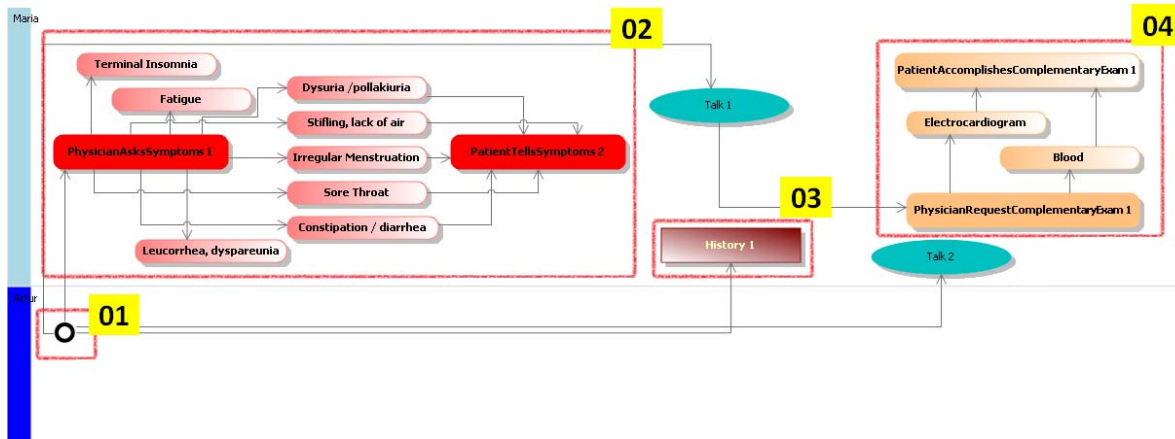 Maria
02
04
Terminal Insomnia
Fatigue
Dysuria /pollakiuria
Stifling, lack of air
PhysicianAsksSymptoms 1
Irregular Menstruation
PatientTellsSymptoms 2
Sore Throat
Constipation / diarrhea
Leucorrhea, dyspareunia
Talk 1
PatientAccomplishesComplementaryExam 1
Electrocardiogram
Blood
03
PhysicianRequestComplementaryExam 1
History 1
Talk 2
Artur
01